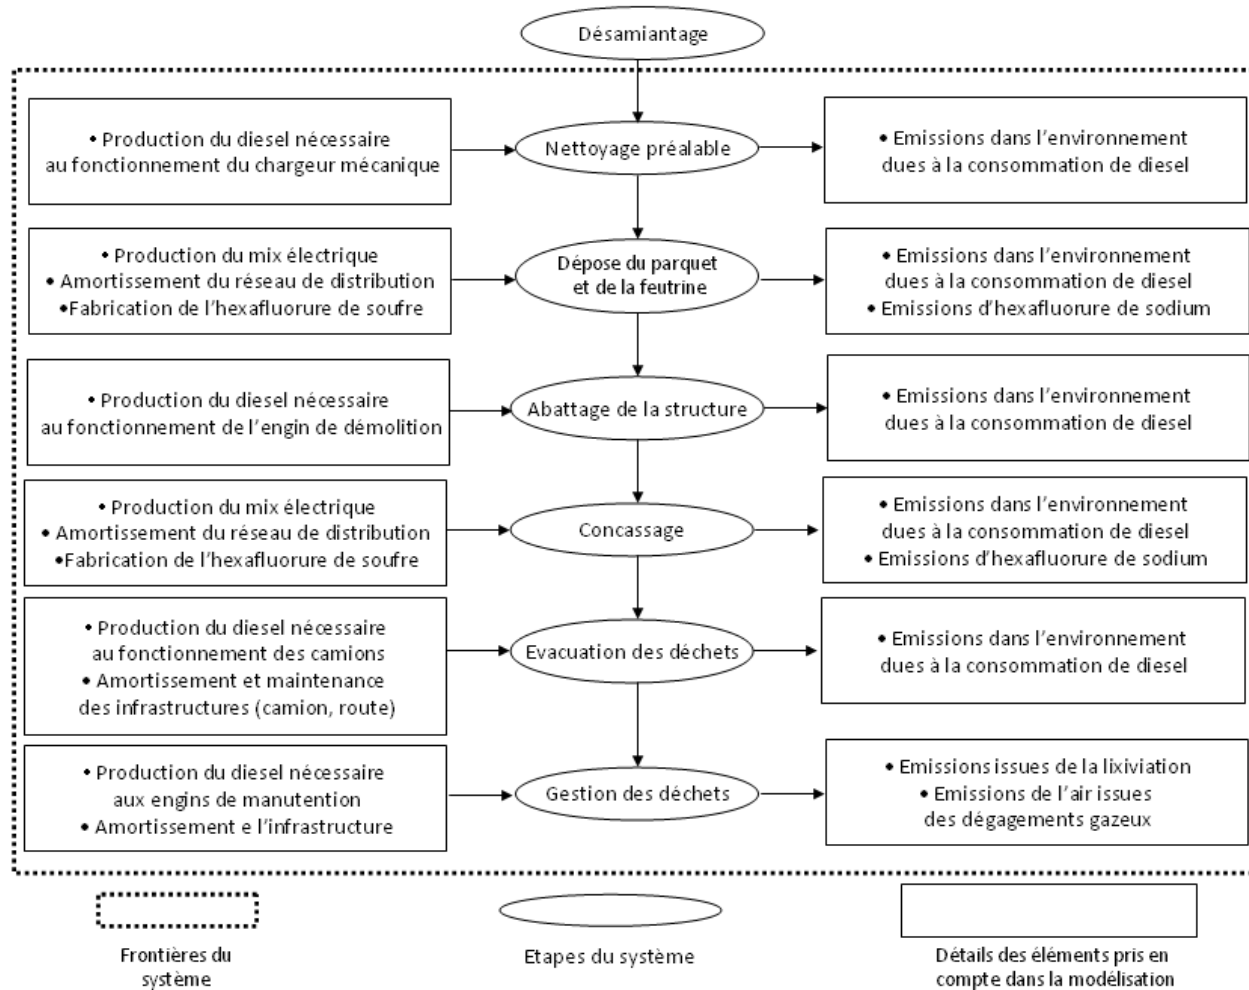 Désamiantage
• Production du diesel nécessaire
au fonctionnement du chargeur mécanique
Nettoyage préalable
• Emissions dans l'environnement
dues à la consommation de diesel
• Production du mix électrique
• Amortissement du réseau de distribution
•Fabrication de l'hexafluorure de soufre
Dépose du parquet
et de la feutrine
• Emissions dans l'environnement
dues à la consommation de diesel
• Emissions d'hexafluorure de sodium
• Production du diesel nécessaire
au fonctionnement de l'engin de démolition
Abattage de la structure
• Emissions dans l'environnement
dues à la consommation de diesel
• Production du mix électrique
• Amortissement du réseau de distribution
•Fabrication de l'hexafluorure de soufre
Concassage
• Emissions dans l'environnement
dues à la consommation de diesel
• Emissions d'hexafluorure de sodium
• Production du diesel nécessaire
au fonctionnement des camions
• Amortissement et maintenance
des infrastructures (camion, route)
Evacuation des déchets
• Emissions dans l'environnement
dues à la consommation de diesel
• Production du diesel nécessaire
aux engins de manutention
• Amortissement e l'infrastructure
Gestion des déchets
• Emissions issues de la lixiviation
• Emissions de l'air issues
des dégagements gazeux
Frontières du
système
Etapes du système
Détails des éléments pris en
compte dans la modélisation